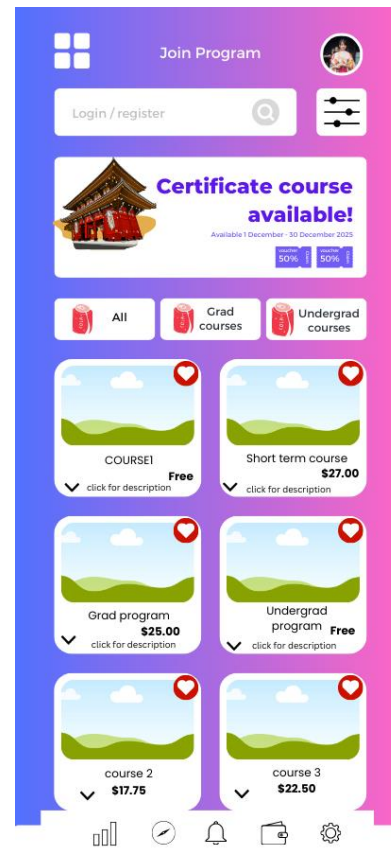 Join Program
Login / register
Certificate course
available!
Available 1 December - 30 December 2025
voucher
50%
voucher
50%
All
Grad
courses
Undergrad
courses
COURSE1
Free
click for description
Short term course
$27.00
click for description
Grad program
$25.00
click for description
Undergrad
program
Free
click for description
course 2
$17.75
course 3
$22.50